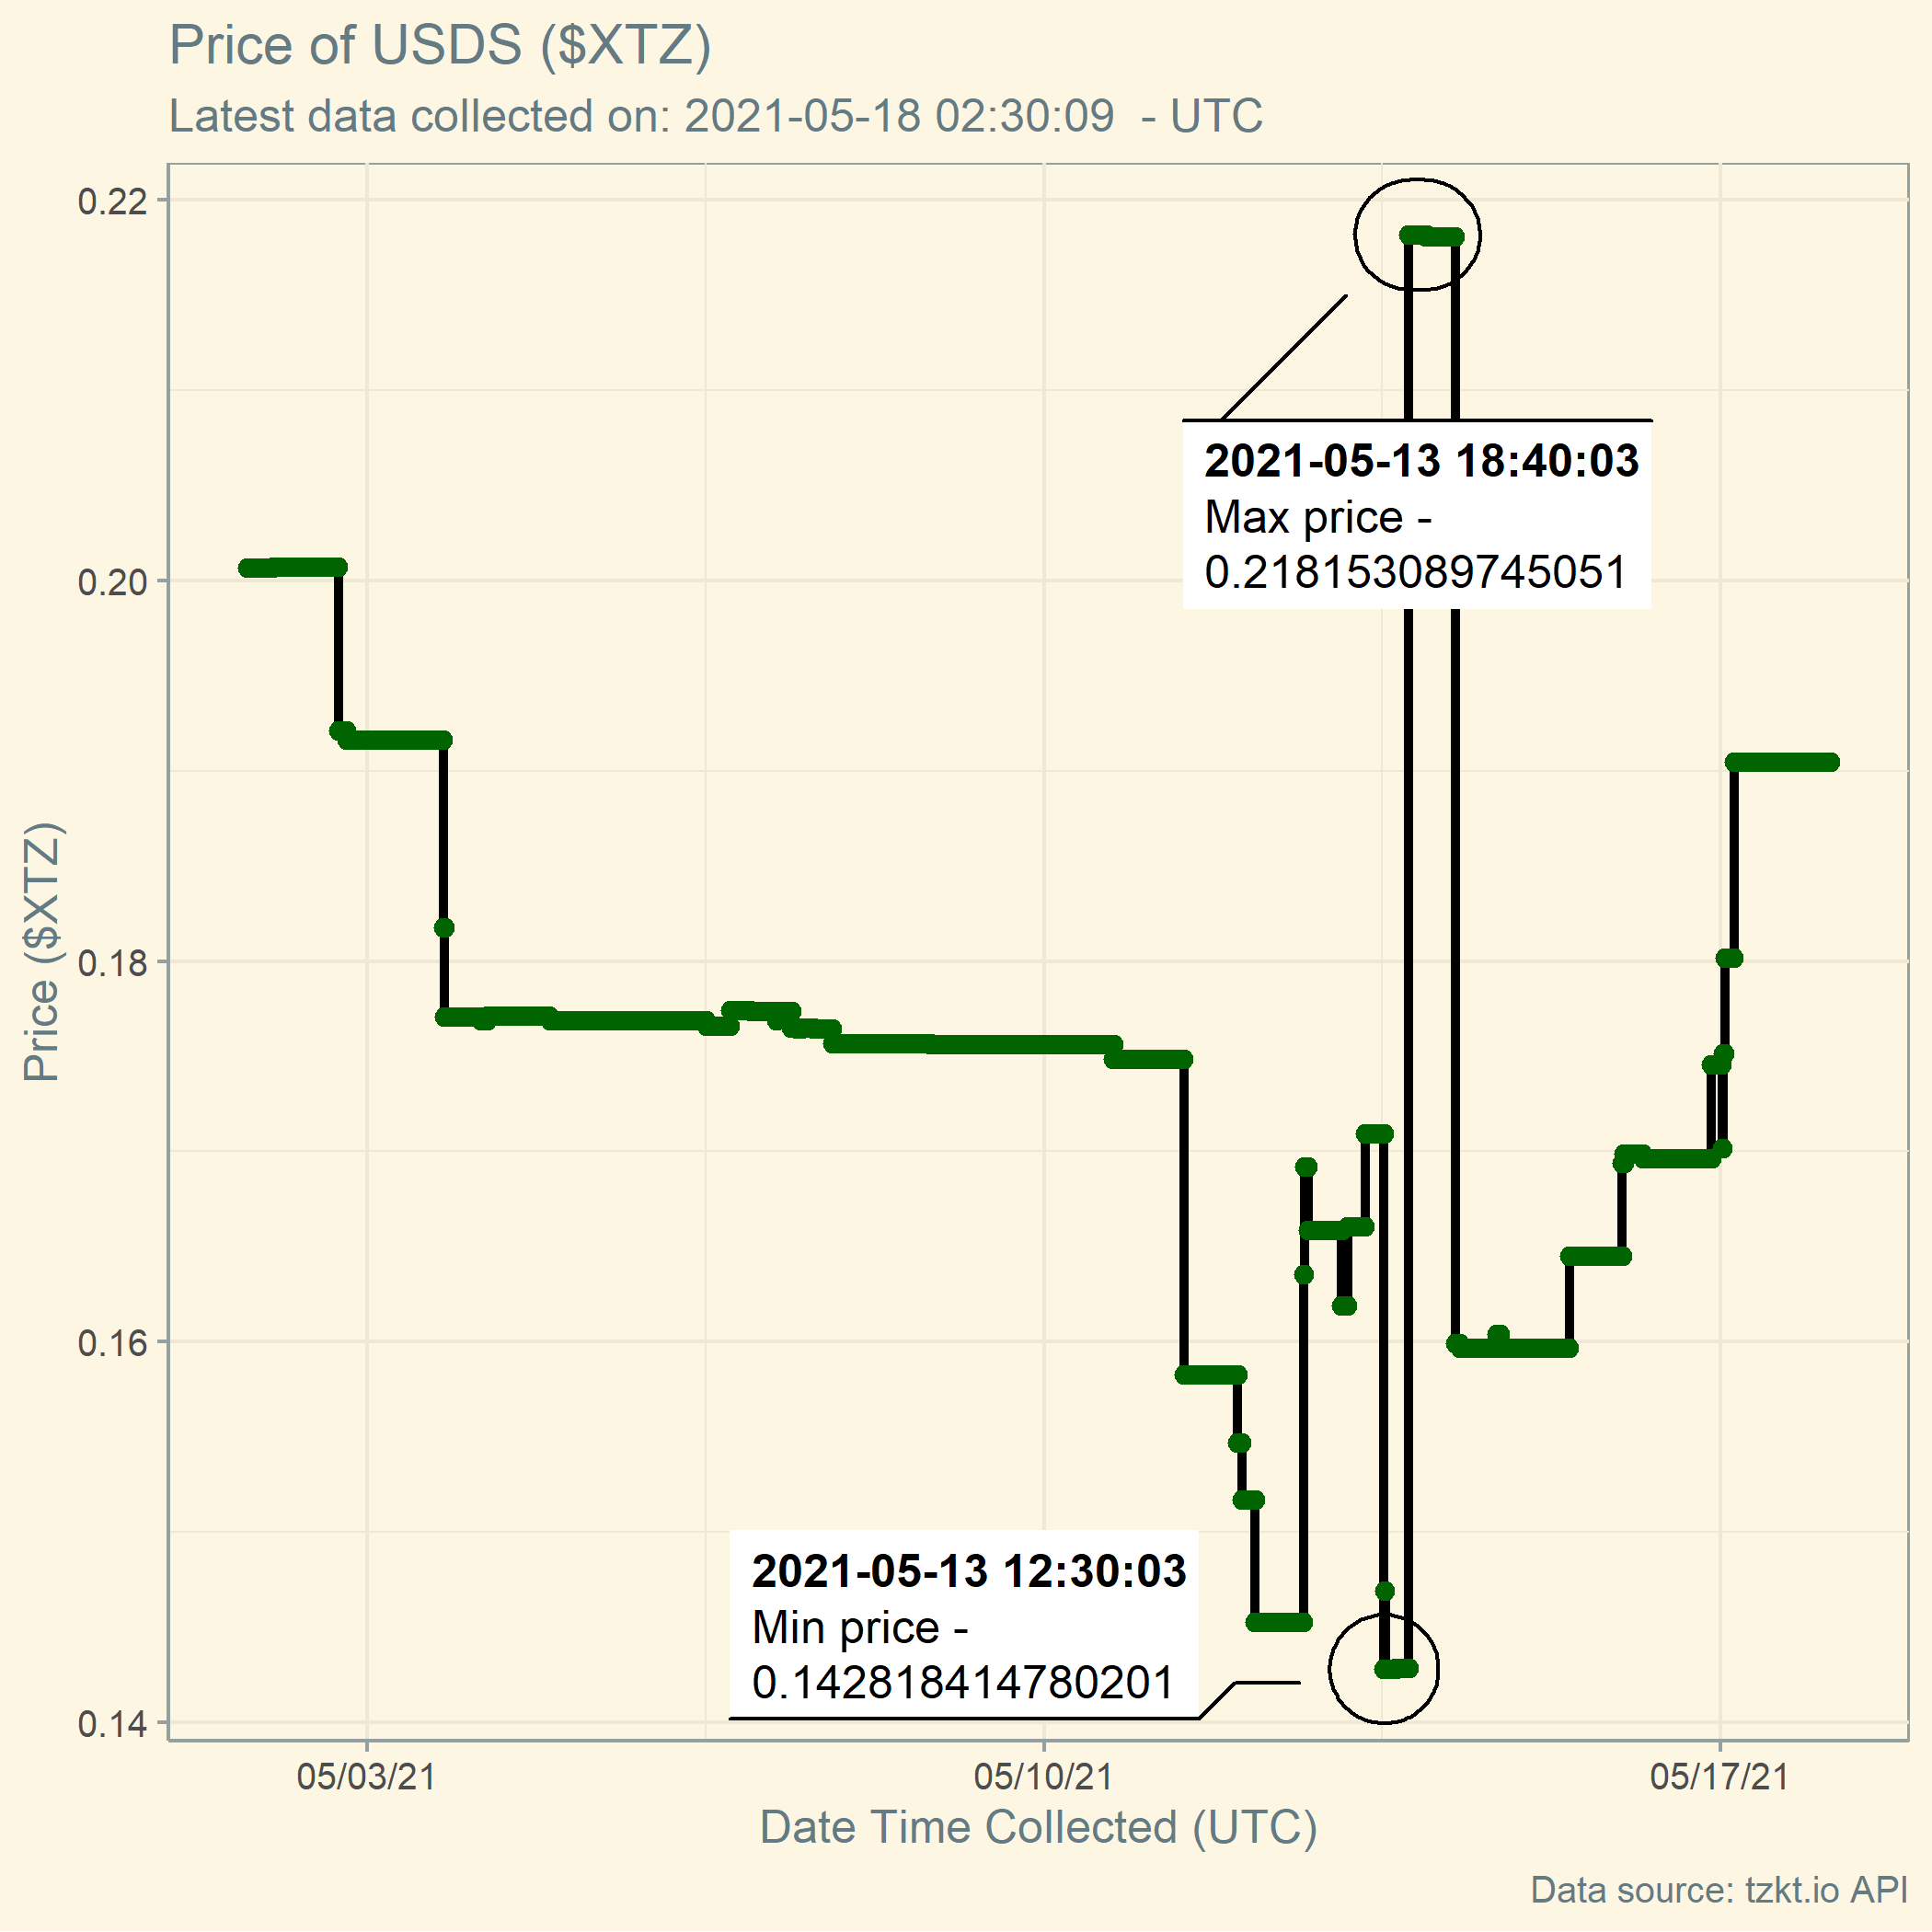 Price of USDS ($XTZ)
Latest data collected on: 2021-05-18 02:30:09  - UTC
Price ($XTZ)
0.22
0.20
0.18
0.16
0.14
2021-05-13 18:40:03
Max price -
0.218153089745051
2021-05-13 12:30:03
Min price -
0.142818414780201
05/03/21
05/10/21
05/17/21
Date Time Collected (UTC)
Data source: tzkt.io API